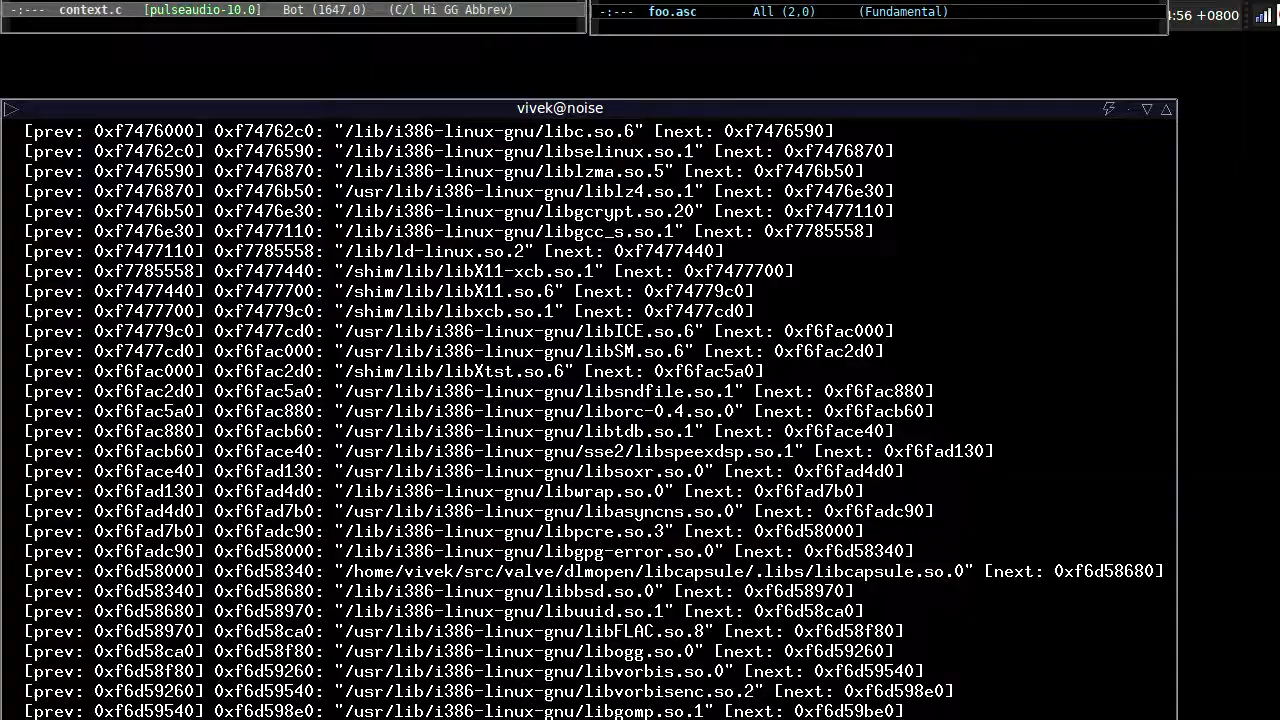 -:--- context.c [pulseaudio-10.0] Bot (1647,0) (C/l Hi GG Abbrev)
-:--- foo.asc All (2,0) (Fundamental)
:56 +0800
vivek@noise
[prev: 0xf7476000] 0xf74762c0: "/lib/i386-linux-gnu/libc.so.6" [next: 0xf7476590]
[prev: 0xf74762c0] 0xf7476590: "/lib/i386-linux-gnu/libselinux.so.1" [next: 0xf7476870]
[prev: 0xf7476590] 0xf7476870: "/lib/i386-linux-gnu/liblzma.so.5" [next: 0xf7476b50]
[prev: 0xf7476870] 0xf7476b50: "/usr/lib/i386-linux-gnu/liblz4.so.1" [next: 0xf7476e30]
[prev: 0xf7476b50] 0xf7476e30: "/lib/i386-linux-gnu/libgcrypt.so.20" [next: 0xf7477110]
[prev: 0xf7476e30] 0xf7477110: "/lib/i386-linux-gnu/libgcc_s.so.1" [next: 0xf7785558]
[prev: 0xf7477110] 0xf7785558: "/lib/ld-linux.so.2" [next: 0xf7477440]
[prev: 0xf7785558] 0xf7477440: "/shim/lib/libX11-xcb.so.1" [next: 0xf7477700]
[prev: 0xf7477440] 0xf7477700: "/shim/lib/libX11.so.6" [next: 0xf74779c0]
[prev: 0xf7477700] 0xf74779c0: "/shim/lib/libxcb.so.1" [next: 0xf7477cd0]
[prev: 0xf74779c0] 0xf7477cd0: "/usr/lib/i386-linux-gnu/libICE.so.6" [next: 0xf6fac000]
[prev: 0xf7477cd0] 0xf6fac000: "/usr/lib/i386-linux-gnu/libSM.so.6" [next: 0xf6fac2d0]
[prev: 0xf6fac000] 0xf6fac2d0: "/shim/lib/libXtst.so.6" [next: 0xf6fac5a0]
[prev: 0xf6fac2d0] 0xf6fac5a0: "/usr/lib/i386-linux-gnu/libsndfile.so.1" [next: 0xf6fac880]
[prev: 0xf6fac5a0] 0xf6fac880: "/usr/lib/i386-linux-gnu/liborc-0.4.so.0" [next: 0xf6facb60]
[prev: 0xf6fac880] 0xf6facb60: "/usr/lib/i386-linux-gnu/libtdb.so.1" [next: 0xf6face40]
[prev: 0xf6facb60] 0xf6face40: "/usr/lib/i386-linux-gnu/sse2/libspeexdsp.so.1" [next: 0xf6fad130]
[prev: 0xf6face40] 0xf6fad130: "/usr/lib/i386-linux-gnu/libsoxr.so.0" [next: 0xf6fad4d0]
[prev: 0xf6fad130] 0xf6fad4d0: "/lib/i386-linux-gnu/libwrap.so.0" [next: 0xf6fad7b0]
[prev: 0xf6fad4d0] 0xf6fad7b0: "/usr/lib/i386-linux-gnu/libasyncns.so.0" [next: 0xf6fadc90]
[prev: 0xf6fad7b0] 0xf6fadc90: "/lib/i386-linux-gnu/libpcre.so.3" [next: 0xf6d58000]
[prev: 0xf6fadc90] 0xf6d58000: "/lib/i386-linux-gnu/libgpg-error.so.0" [next: 0xf6d58340]
[prev: 0xf6d58000] 0xf6d58340: "/home/vivek/src/valve/dlmopen/libcapsule/.libs/libcapsule.so.0" [next: 0xf6d58680]
[prev: 0xf6d58340] 0xf6d58680: "/lib/i386-linux-gnu/libbsd.so.0" [next: 0xf6d58970]
[prev: 0xf6d58680] 0xf6d58970: "/lib/i386-linux-gnu/libuuid.so.1" [next: 0xf6d58ca0]
[prev: 0xf6d58970] 0xf6d58ca0: "/usr/lib/i386-linux-gnu/libFLAC.so.8" [next: 0xf6d58f80]
[prev: 0xf6d58ca0] 0xf6d58f80: "/usr/lib/i386-linux-gnu/libogg.so.0" [next: 0xf6d59260]
[prev: 0xf6d58f80] 0xf6d59260: "/usr/lib/i386-linux-gnu/libvorbis.so.0" [next: 0xf6d59540]
[prev: 0xf6d59260] 0xf6d59540: "/usr/lib/i386-linux-gnu/libvorbisenc.so.2" [next: 0xf6d598e0]
[prev: 0xf6d59540] 0xf6d598e0: "/usr/lib/i386-linux-gnu/libgomp.so.1" [next: 0xf6d59be0]